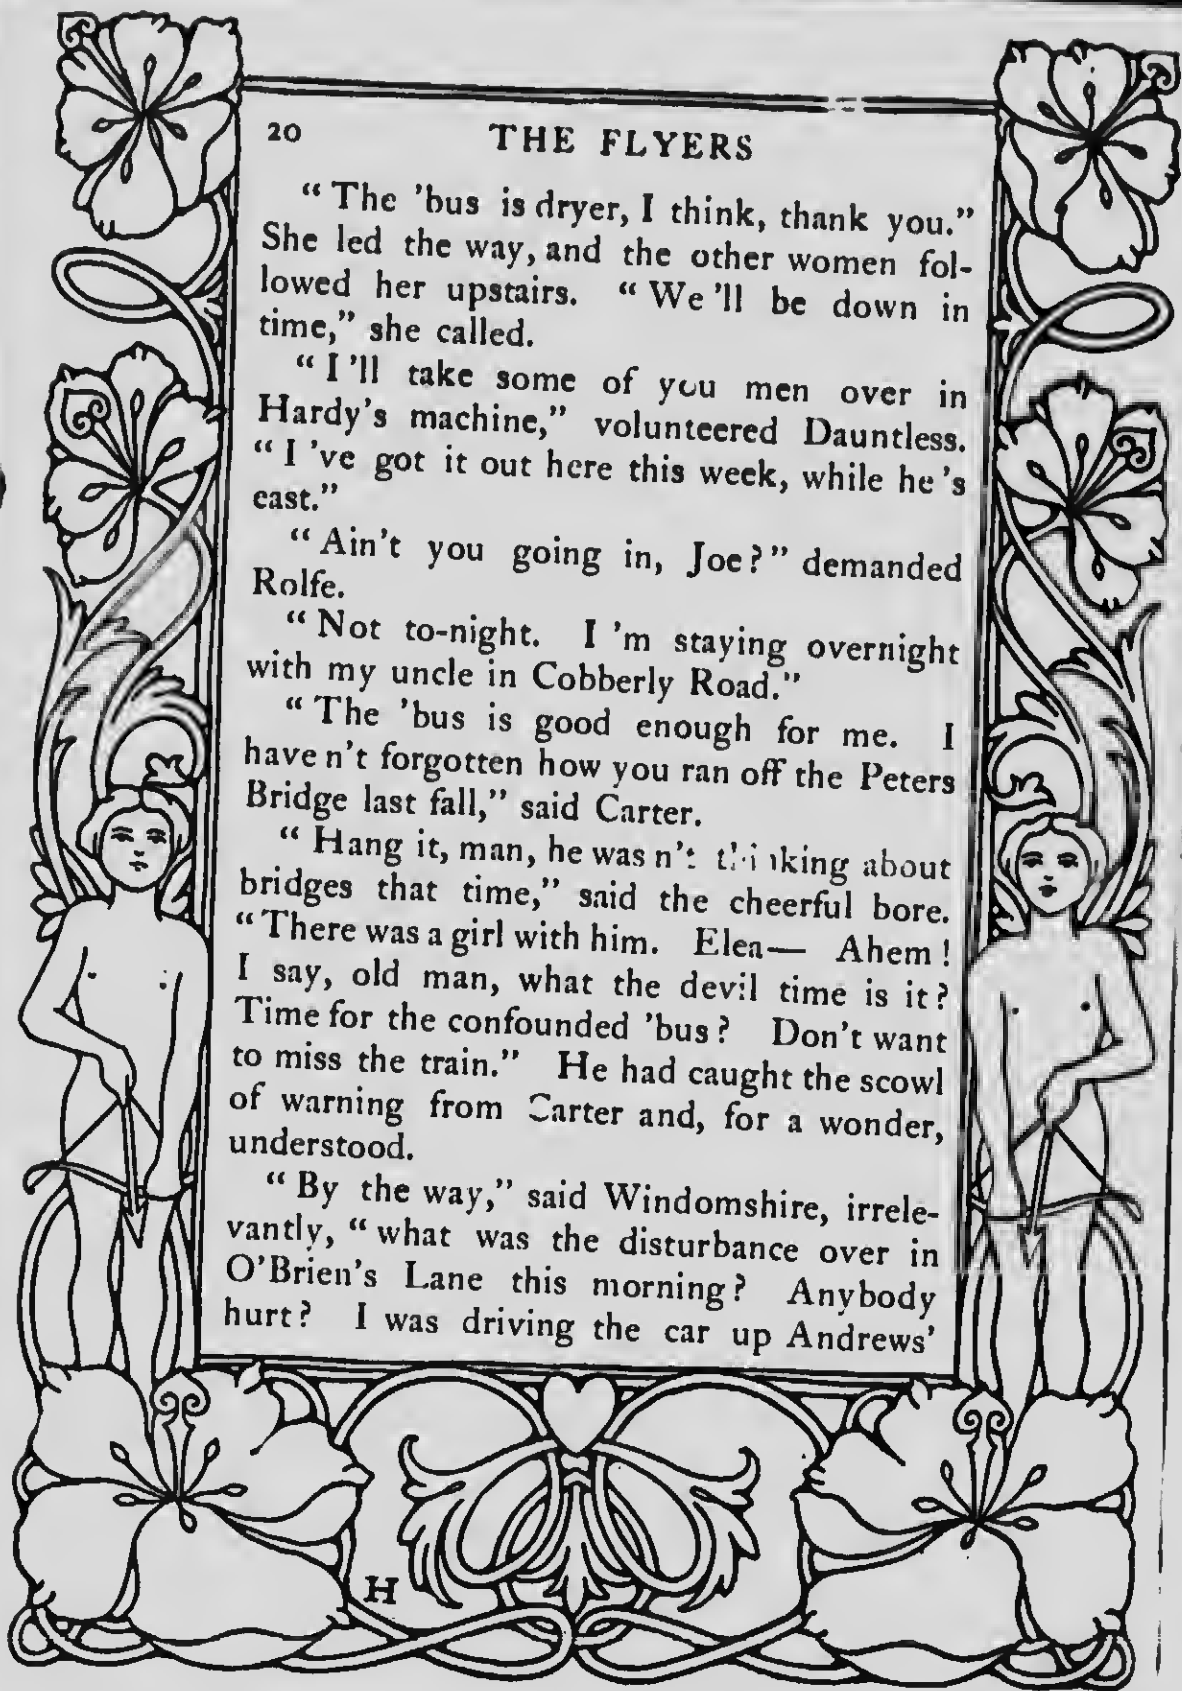 20 THE FLYERS
“The ’bus is dryer, I think, thank you.”
She led the way, and the other women fol-
lowed her upstairs. “We ’ll be down in
time,” she called.
“I ’ll take some of you men over in
Hardy’s machine,” volunteered Dauntless.
“I ’ve got it out here this week, while he ’s
east.”
“Ain’t you going in, Joe?” demanded
Rolfe.
“Not to-night. I ’m staying overnight
with my uncle in Cobberly Road.”
“The ’bus is good enough for me. I
have n’t forgotten how you ran off the Peters
Bridge last fall,” said Carter.
“Hang it, man, he was n’t thinking about
bridges that time,” said the cheerful bore.
“There was a girl with him. Elea— Ahem!
I say, old man, what the devil time is it?
Time for the confounded ’bus? Don’t want
to miss the train.” He had caught the scowl
of warning from Carter and, for a wonder,
understood.
“By the way,” said Windomshire, irrele-
vantly, “what was the disturbance over in
O’Brien’s Lane this morning? Anybody
hurt? I was driving the car up Andrews’
H